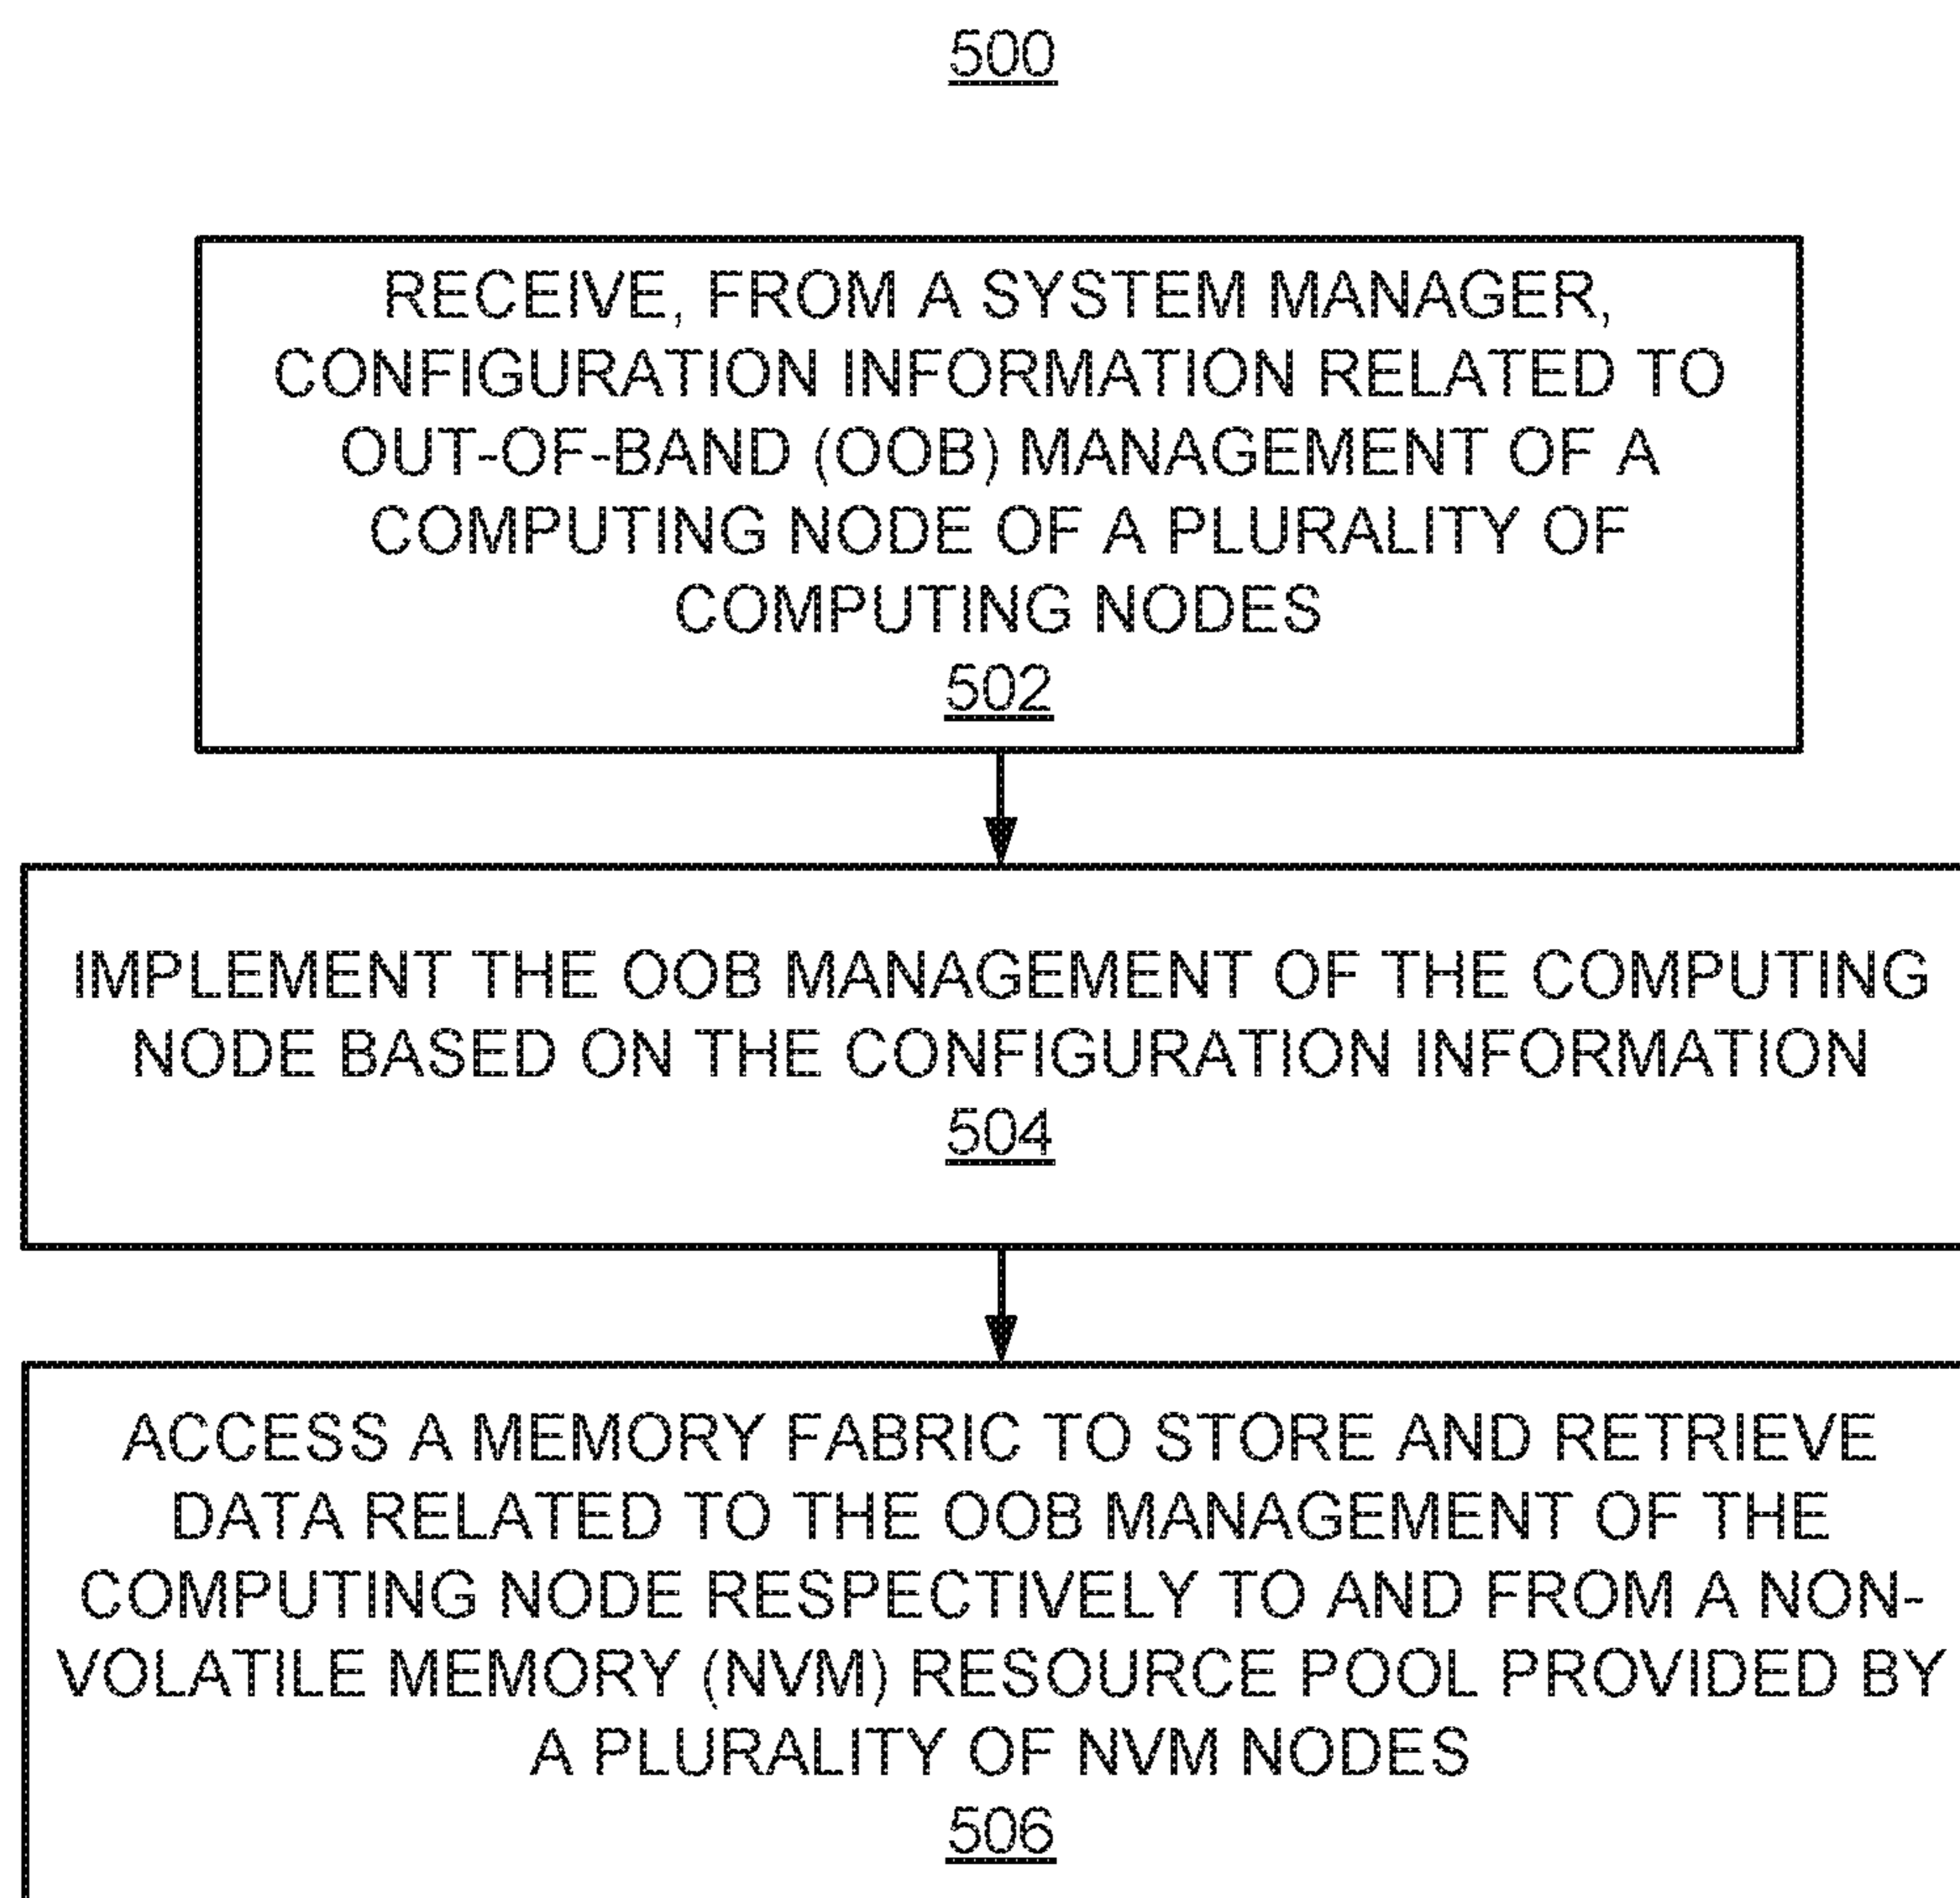 500
RECEIVE, FROM A SYSTEM MANAGER,
CONFIGURATION INFORMATION RELATED TO
OUT-OF-BAND (OOB) MANAGEMENT OF A
COMPUTING NODE OF A PLURALITY OF
COMPUTING NODES
502
IMPLEMENT THE OOB MANAGEMENT OF THE COMPUTING
NODE BASED ON THE CONFIGURATION INFORMATION
504
ACCESS A MEMORY FABRIC TO STORE AND RETRIEVE
DATA RELATED TO THE OOB MANAGEMENT OF THE
COMPUTING NODE RESPECTIVELY TO AND FROM A NON-
VOLATILE MEMORY (NVM) RESOURCE POOL PROVIDED BY
A PLURALITY OF NVM NODES
506